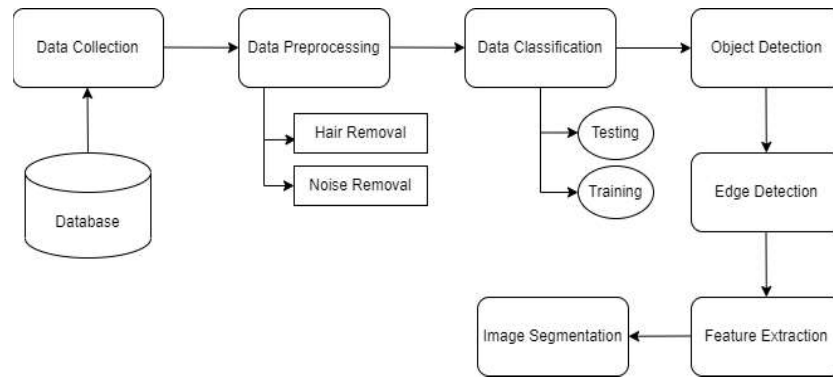 Data Collection
Data Preprocessing
Data Classification
Object Detection
Hair Removal
Testing
Noise Removal
Training
Edge Detection
Database
Image Segmentation
Feature Extraction